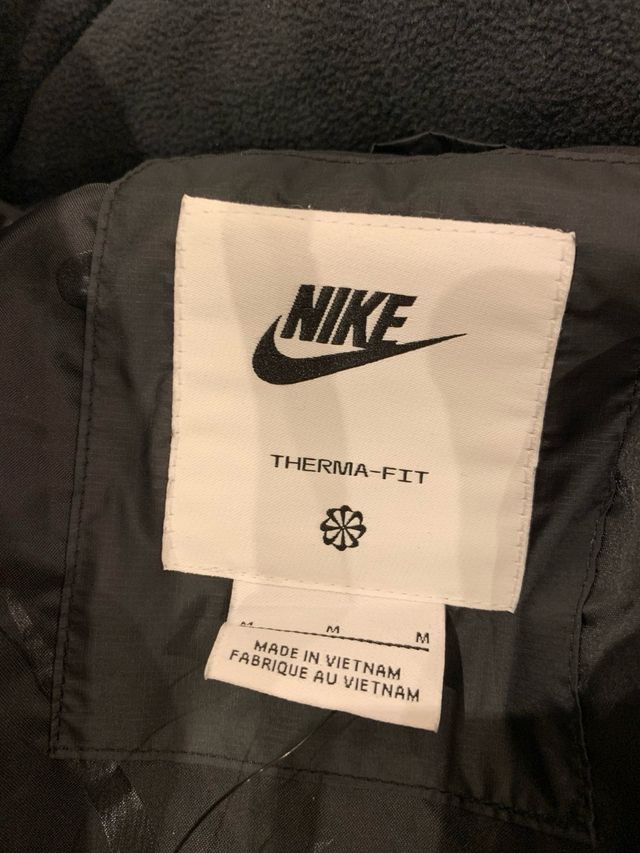 NIKE
THERMA-FIT
M M M
MADE IN VIETNAM
FABRIQUE AU VIETNAM